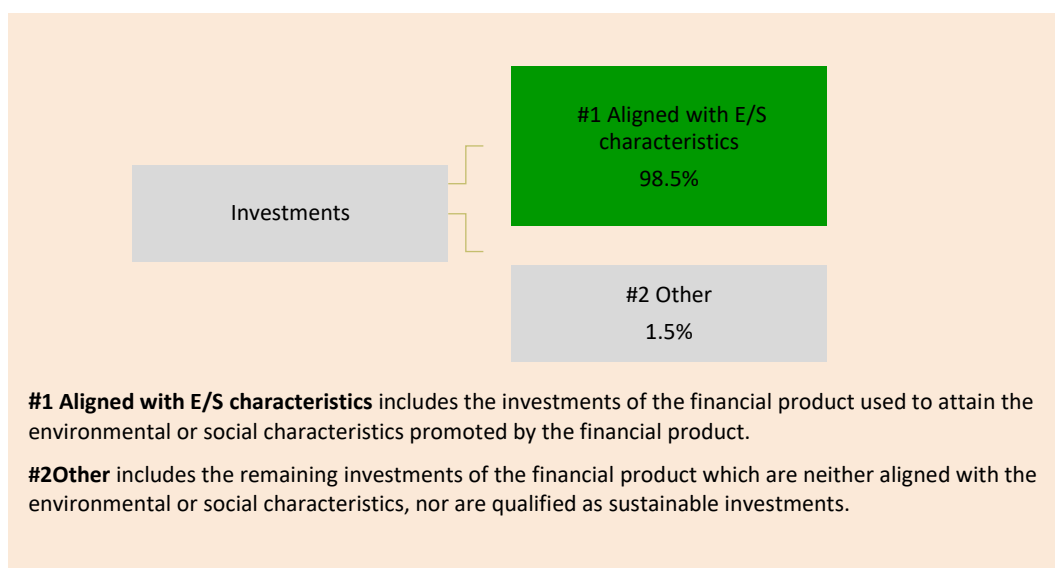 #1 Aligned with E/S
characteristics
98.5%
Investments
#2 Other
1.5%
#1 Aligned with E/S characteristics includes the investments of the financial product used to attain the
environmental or social characteristics promoted by the financial product.
#2Other includes the remaining investments of the financial product which are neither aligned with the
environmental or social characteristics, nor are qualified as sustainable investments.